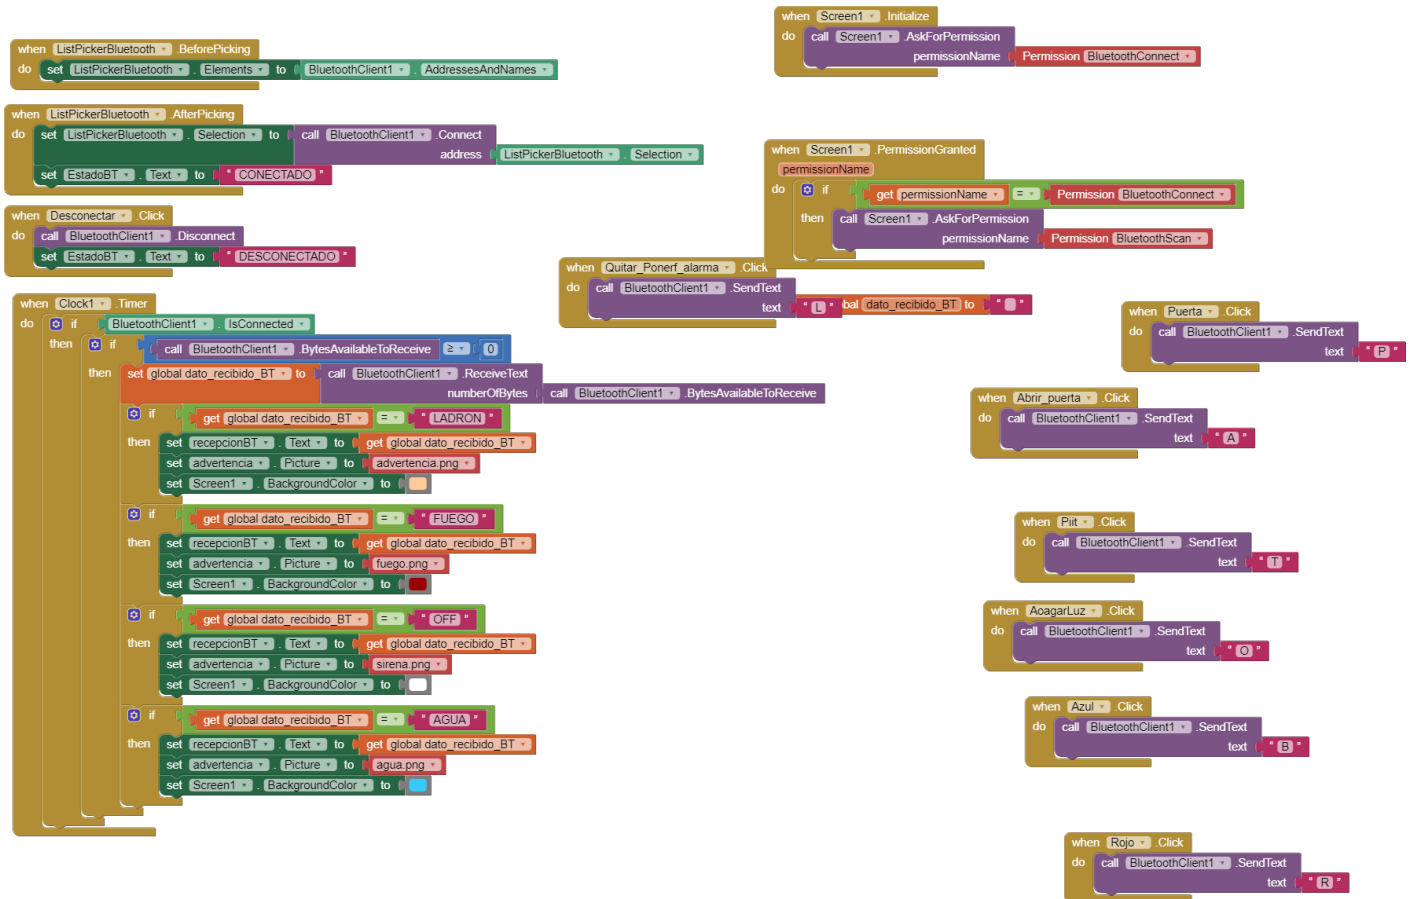 when ListPickerBluetooth .BeforePicking
do set ListPickerBluetooth . Elements to BluetoothClient1 . AddressesAndNames
when ListPickerBluetooth .AfterPicking
do set ListPickerBluetooth . Selection to call BluetoothClient1 .Connect
address ListPickerBluetooth . Selection
set EstadoBT . Text to " CONECTADO "
when Desconectar .Click
do call BluetoothClient1 .Disconnect
set EstadoBT . Text to " DESCONECTADO "
when Clock1 .Timer
do if BluetoothClient1 . IsConnected
then if call BluetoothClient1 .BytesAvailableToReceive ≥ 0
then set global dato_recibido_BT to call BluetoothClient1 .ReceiveText
numberOfBytes call BluetoothClient1 .BytesAvailableToReceive
if get global dato_recibido_BT = " LADRON "
then set recepcionBT . Text to get global dato_recibido_BT
set advertencia . Picture to advertencia.png
set Screen1 . BackgroundColor to
if get global dato_recibido_BT = " FUEGO "
then set recepcionBT . Text to get global dato_recibido_BT
set advertencia . Picture to fuego.png
set Screen1 . BackgroundColor to
if get global dato_recibido_BT = " OFF "
then set recepcionBT . Text to get global dato_recibido_BT
set advertencia . Picture to sirena.png
set Screen1 . BackgroundColor to
if get global dato_recibido_BT = " AGUA "
then set recepcionBT . Text to get global dato_recibido_BT
set advertencia . Picture to agua.png
set Screen1 . BackgroundColor to
when Screen1 .Initialize
do call Screen1 .AskForPermission
permissionName Permission BluetoothConnect
when Screen1 .PermissionGranted
permissionName
do if get permissionName = Permission BluetoothConnect
then call Screen1 .AskForPermission
permissionName Permission BluetoothScan
when Quitar_Ponerf_alarma .Click
do call BluetoothClient1 .SendText
text " L "
bal dato_recibido_BT to " "
when Puerta .Click
do call BluetoothClient1 .SendText
text " P "
when Abrir_puerta .Click
do call BluetoothClient1 .SendText
text " A "
when Piit .Click
do call BluetoothClient1 .SendText
text " T "
when AoagarLuz .Click
do call BluetoothClient1 .SendText
text " O "
when Azul .Click
do call BluetoothClient1 .SendText
text " B "
when Rojo .Click
do call BluetoothClient1 .SendText
text " R "